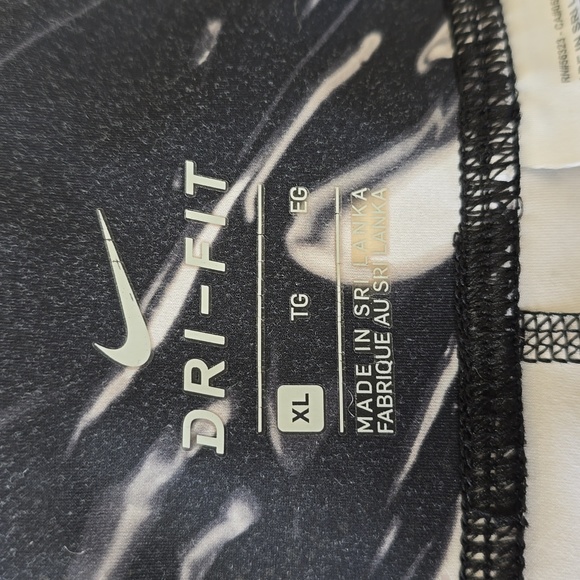 DRI-FIT
XL TG EG
MADE IN SRI LANKA
FABRIQUE AU SRI LANKA